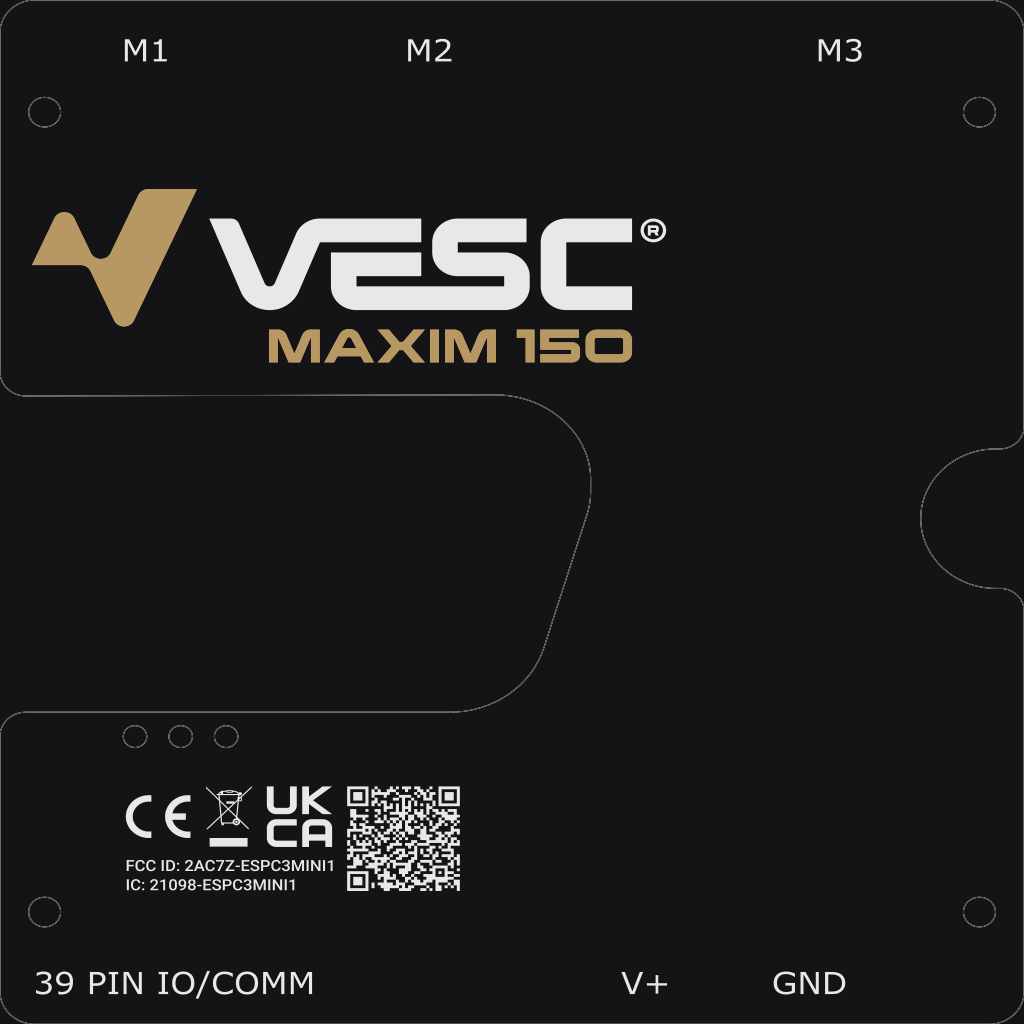 M1 M2 M3
VESC®
MAXIM 150
CE
UK
CA
FCC ID: 2AC7Z-ESPC3MINI1
IC: 21098-ESPC3MINI1
39 PIN IO/COMM V+ GND